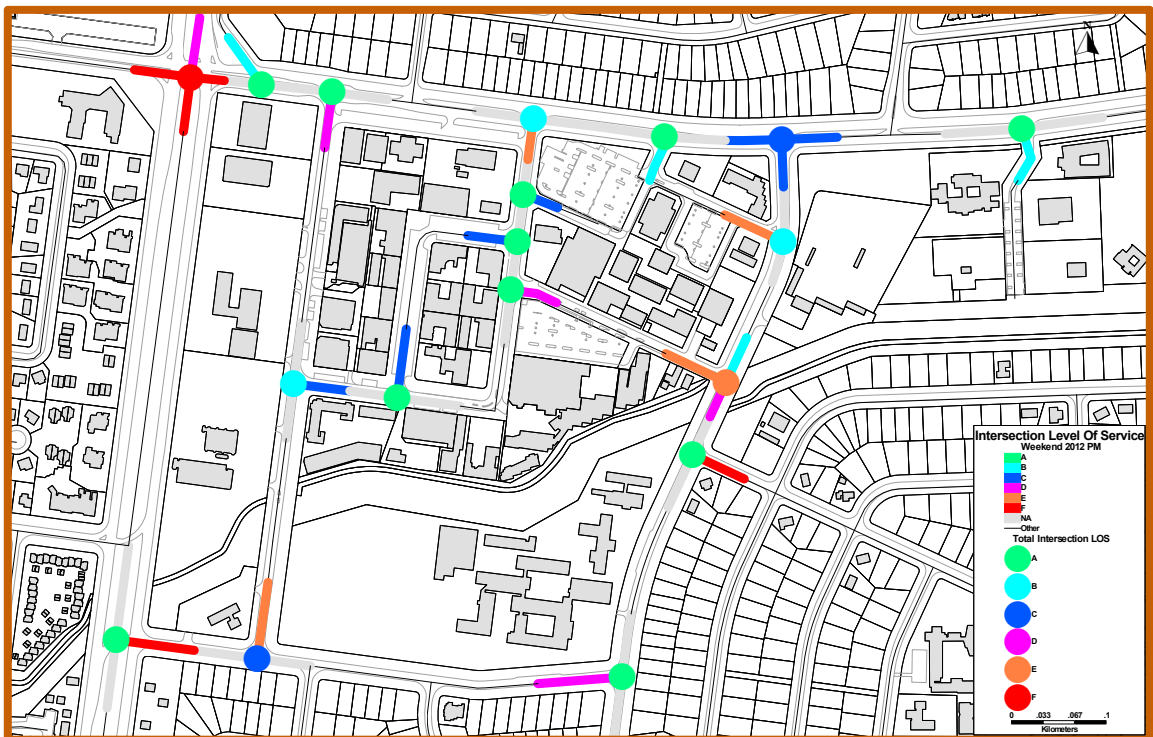 Intersection Level Of Service
Weekend 2012 PM
A
B
C
D
E
F
NA
Other
Total Intersection LOS
A
B
C
D
E
F
0 .033 .067 .1
Kilometers